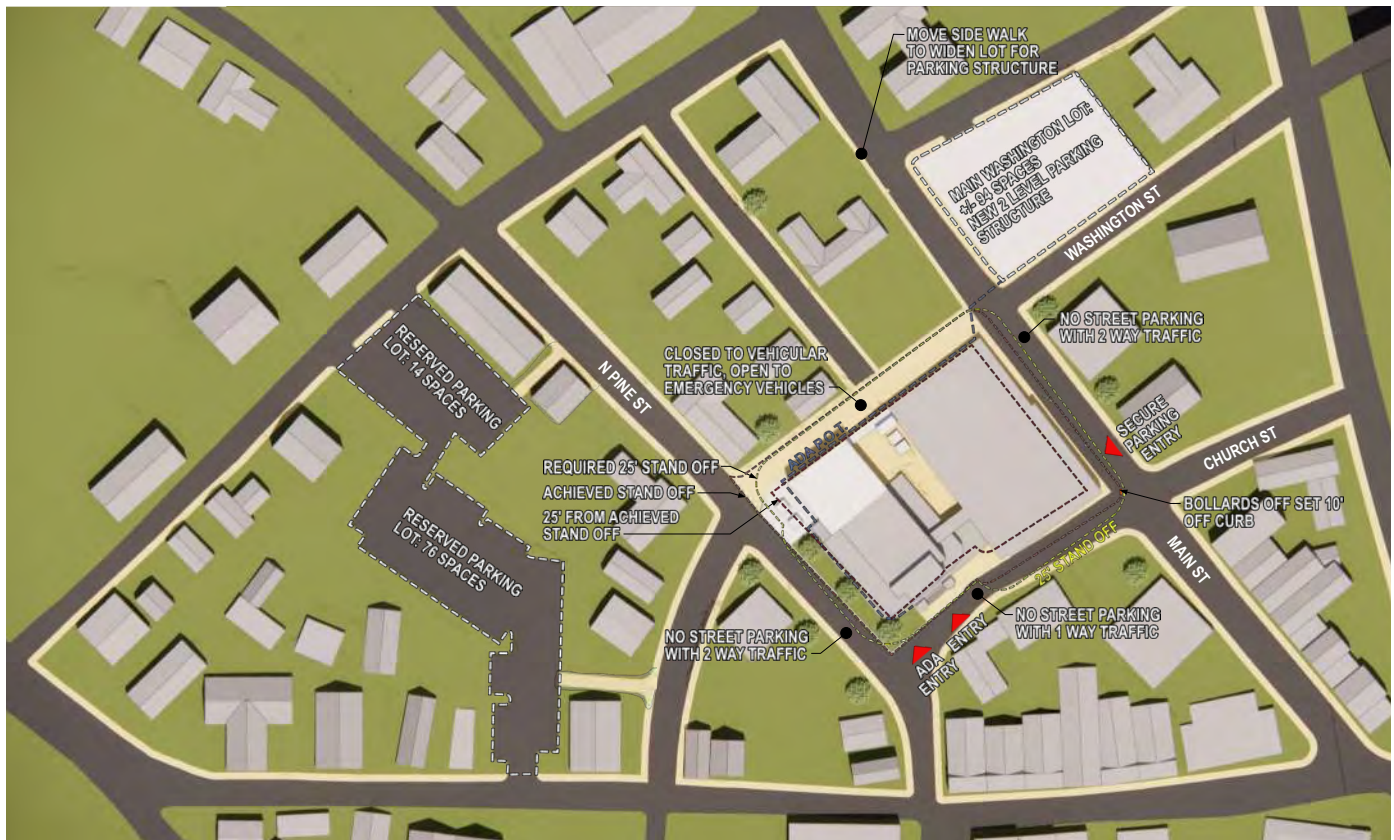 MOVE SIDE WALK
TO WIDEN LOT FOR
PARKING STRUCTURE
MAIN WASHINGTON LOT:
+/- 94 SPACES
NEW 2 LEVEL PARKING
STRUCTURE
WASHINGTON ST
NO STREET PARKING
WITH 2 WAY TRAFFIC
RESERVED PARKING
LOT: 14 SPACES
N PINE ST
CLOSED TO VEHICULAR
TRAFFIC, OPEN TO
EMERGENCY VEHICLES
SECURE
PARKING
ENTRY
CHURCH ST
ADA P.O.T.
REQUIRED 25' STAND OFF
ACHIEVED STAND OFF
25' FROM ACHIEVED
STAND OFF
BOLLARDS OFF SET 10'
OFF CURB
RESERVED PARKING
LOT: 76 SPACES
25' STAND OFF
MAIN ST
NO STREET PARKING
WITH 1 WAY TRAFFIC
NO STREET PARKING
WITH 2 WAY TRAFFIC
ENTRY
ADA
ENTRY